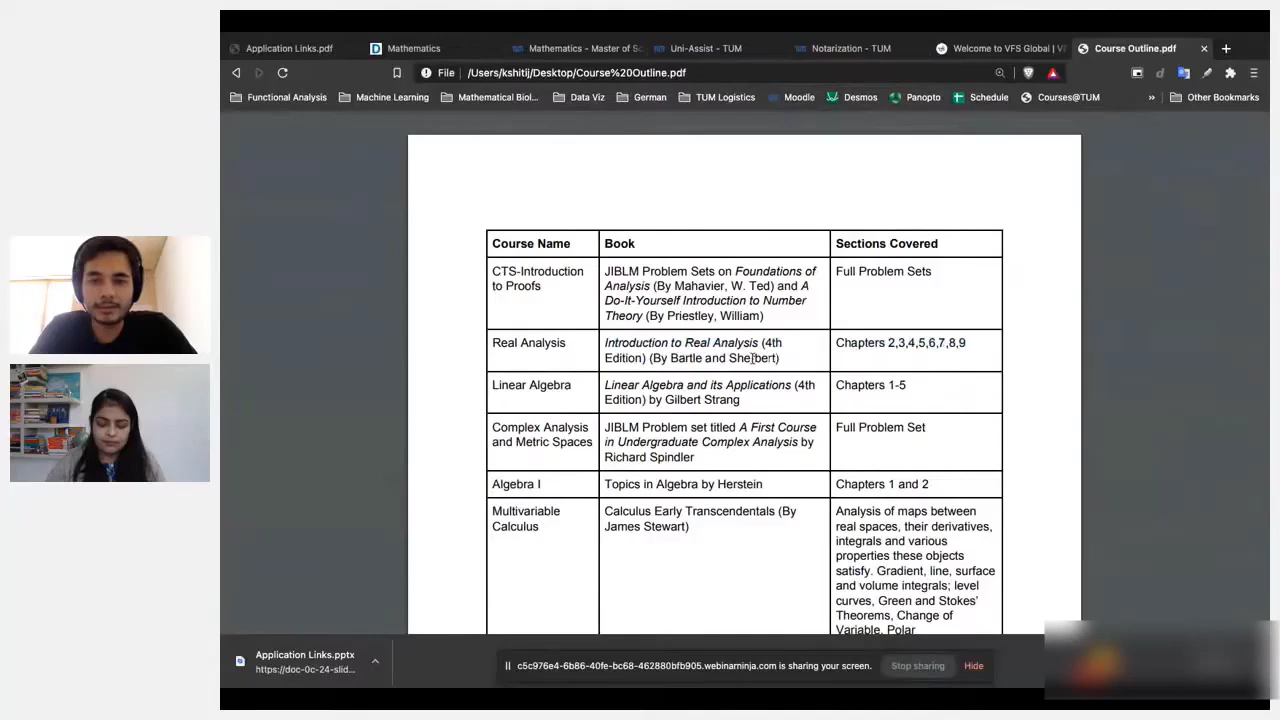 Application Links.pdf
Mathematics
Mathematics - Master of Sc
Uni-Assist - TUM
Notarization - TUM
Welcome to VFS Global | VF
Course Outline.pdf
File /Users/kshitij/Desktop/Course%20Outline.pdf
Functional Analysis
Machine Learning
Mathematical Biol...
Data Viz
German
TUM Logistics
Moodle
Desmos
Panopto
Schedule
Courses@TUM
Other Bookmarks
Course Name
Book
Sections Covered
CTS-Introduction
to Proofs
JIBLM Problem Sets on Foundations of
Analysis (By Mahavier, W. Ted) and A
Do-It-Yourself Introduction to Number
Theory (By Priestley, William)
Full Problem Sets
Real Analysis
Introduction to Real Analysis (4th
Edition) (By Bartle and Sherbert)
Chapters 2,3,4,5,6,7,8,9
Linear Algebra
Linear Algebra and its Applications (4th
Edition) by Gilbert Strang
Chapters 1-5
Complex Analysis
and Metric Spaces
JIBLM Problem set titled A First Course
in Undergraduate Complex Analysis by
Richard Spindler
Full Problem Set
Algebra I
Topics in Algebra by Herstein
Chapters 1 and 2
Multivariable
Calculus
Calculus Early Transcendentals (By
James Stewart)
Analysis of maps between
real spaces, their derivatives,
integrals and various
properties these objects
satisfy. Gradient, line, surface
and volume integrals; level
curves, Green and Stokes'
Theorems, Change of
Variable, Polar
Application Links.pptx
https://doc-0c-24-slid...
c5c976e4-6b86-40fe-bc68-462880bfb905.webinarninja.com is sharing your screen.
Stop sharing
Hide